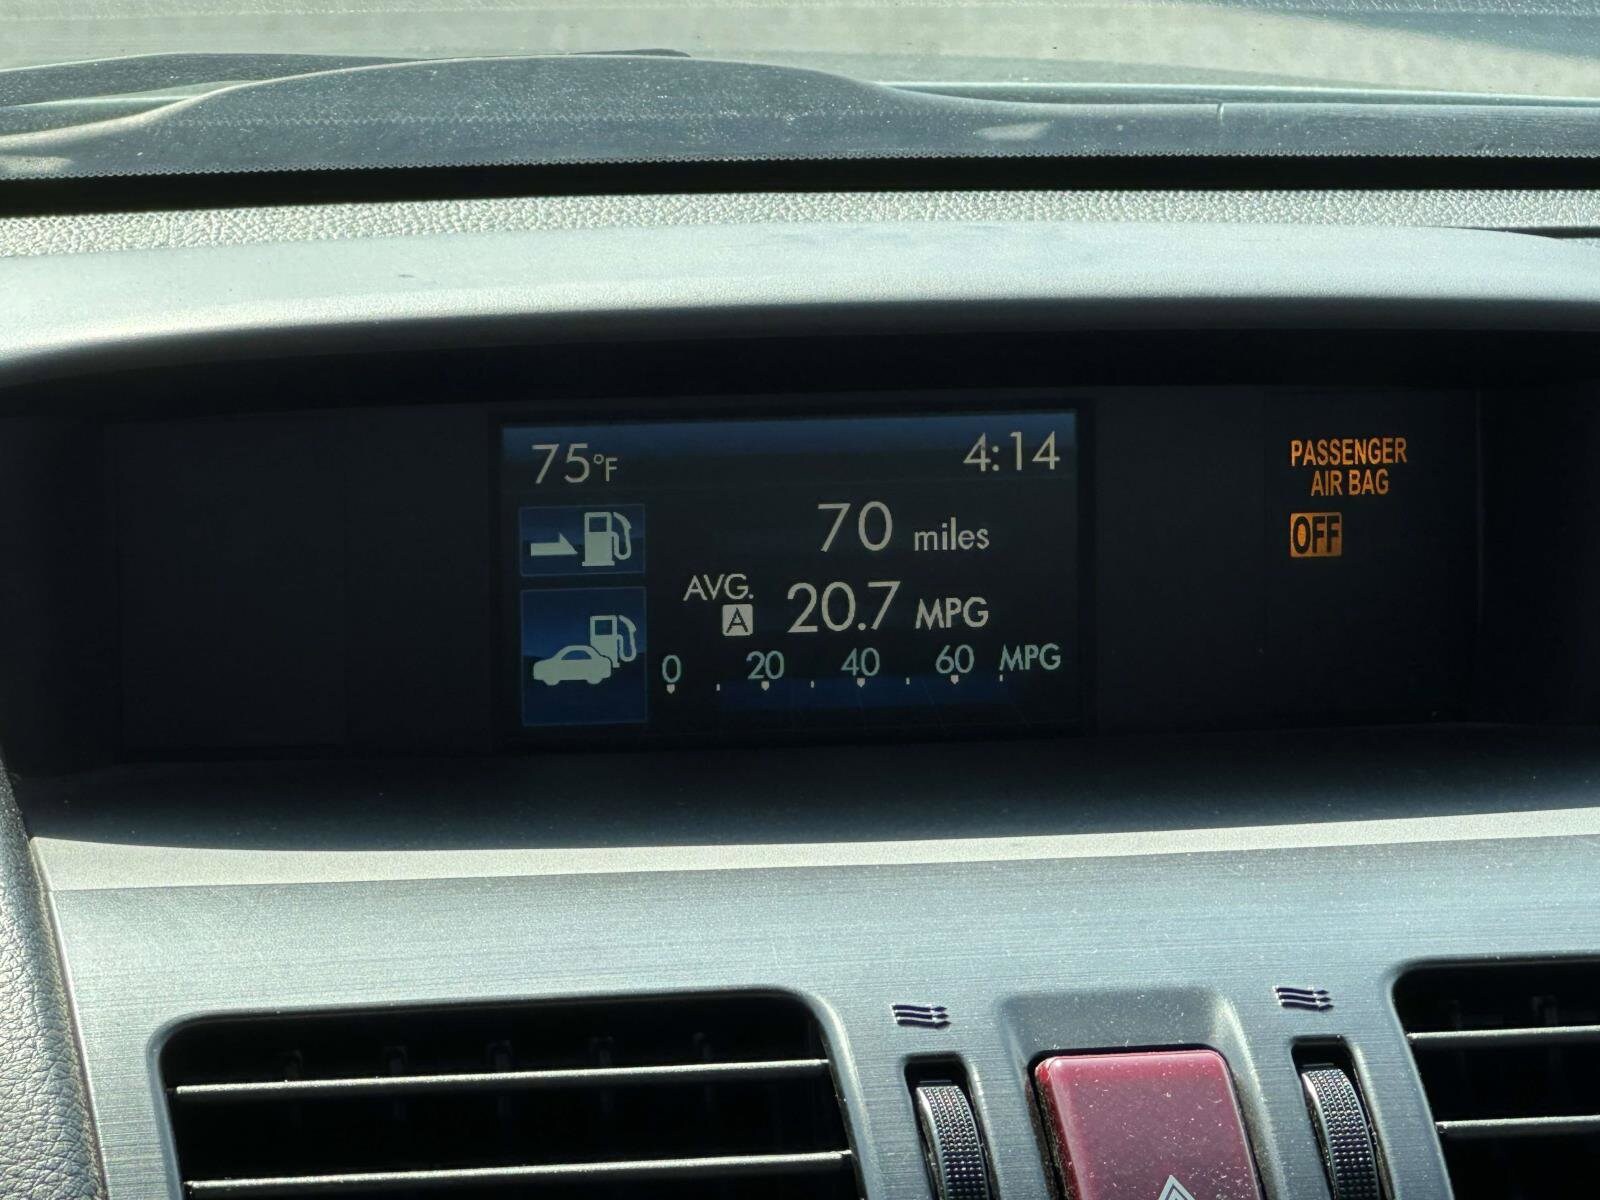 75°F 4:14
70 miles
AVG. A 20.7 MPG
0 20 40 60 MPG
PASSENGER
AIR BAG
OFF